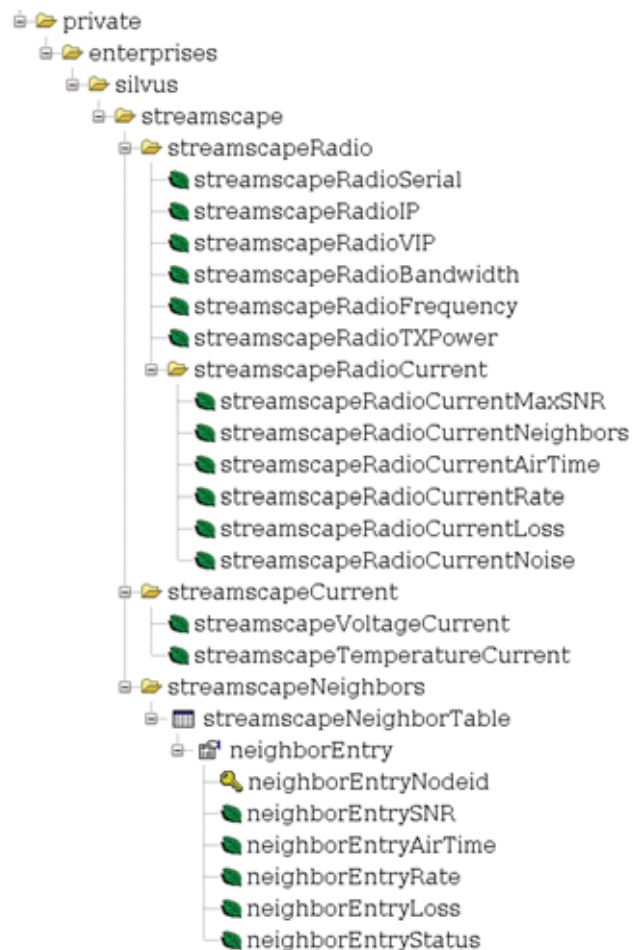 private
enterprises
silvus
streamscape
streamscapeRadio
streamscapeRadioSerial
streamscapeRadioIP
streamscapeRadioVIP
streamscapeRadioBandwidth
streamscapeRadioFrequency
streamscapeRadioTXPower
streamscapeRadioCurrent
streamscapeRadioCurrentMaxSNR
streamscapeRadioCurrentNeighbors
streamscapeRadioCurrentAirTime
streamscapeRadioCurrentRate
streamscapeRadioCurrentLoss
streamscapeRadioCurrentNoise
streamscapeCurrent
streamscapeVoltageCurrent
streamscapeTemperatureCurrent
streamscapeNeighbors
streamscapeNeighborTable
neighborEntry
neighborEntryNodeid
neighborEntrySNR
neighborEntryAirTime
neighborEntryRate
neighborEntryLoss
neighborEntryStatus